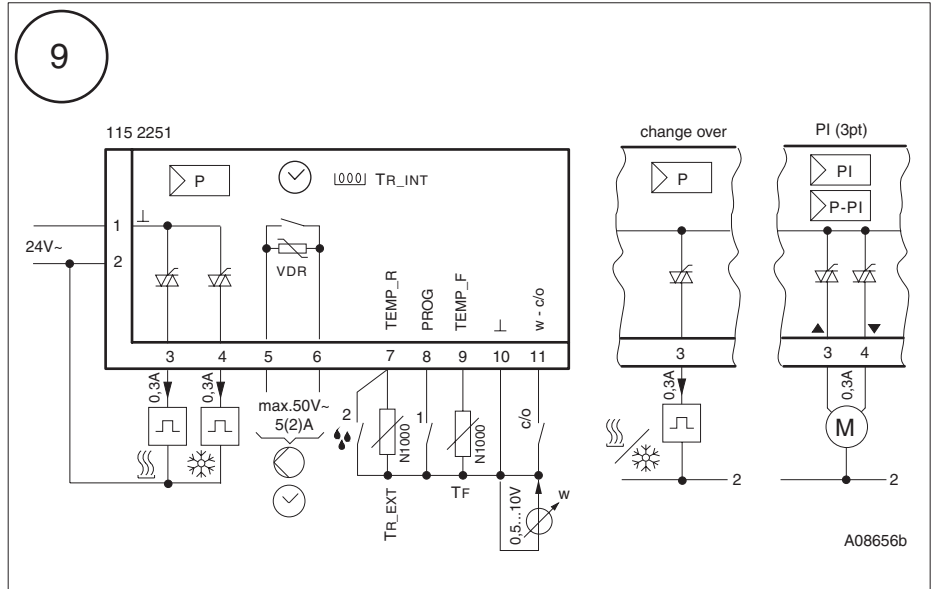 9
115 2251
change over
PI (3pt)
P
TR_INT
P
PI
P-PI
24V~
1
2
⊥
VDR
TEMP_R
PROG
TEMP_F
⊥
w - c/o
3
4
5
6
7
8
9
10
11
3
3
4
0,3A
0,3A
max.50V~
5(2)A
2
N1000
1
N1000
c/o
0,3A
0,3A
M
TR_EXT
TF
0,5...10V
w
2
2
A08656b